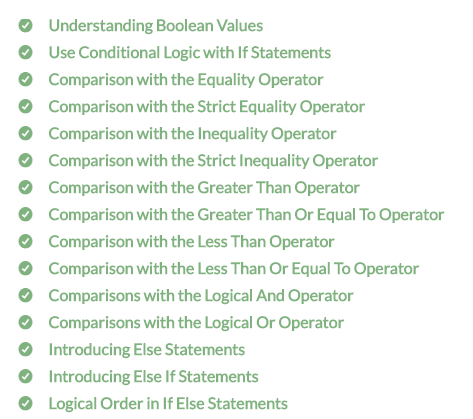 Understanding Boolean Values
Use Conditional Logic with If Statements
Comparison with the Equality Operator
Comparison with the Strict Equality Operator
Comparison with the Inequality Operator
Comparison with the Strict Inequality Operator
Comparison with the Greater Than Operator
Comparison with the Greater Than Or Equal To Operator
Comparison with the Less Than Operator
Comparison with the Less Than Or Equal To Operator
Comparisons with the Logical And Operator
Comparisons with the Logical Or Operator
Introducing Else Statements
Introducing Else If Statements
Logical Order in If Else Statements